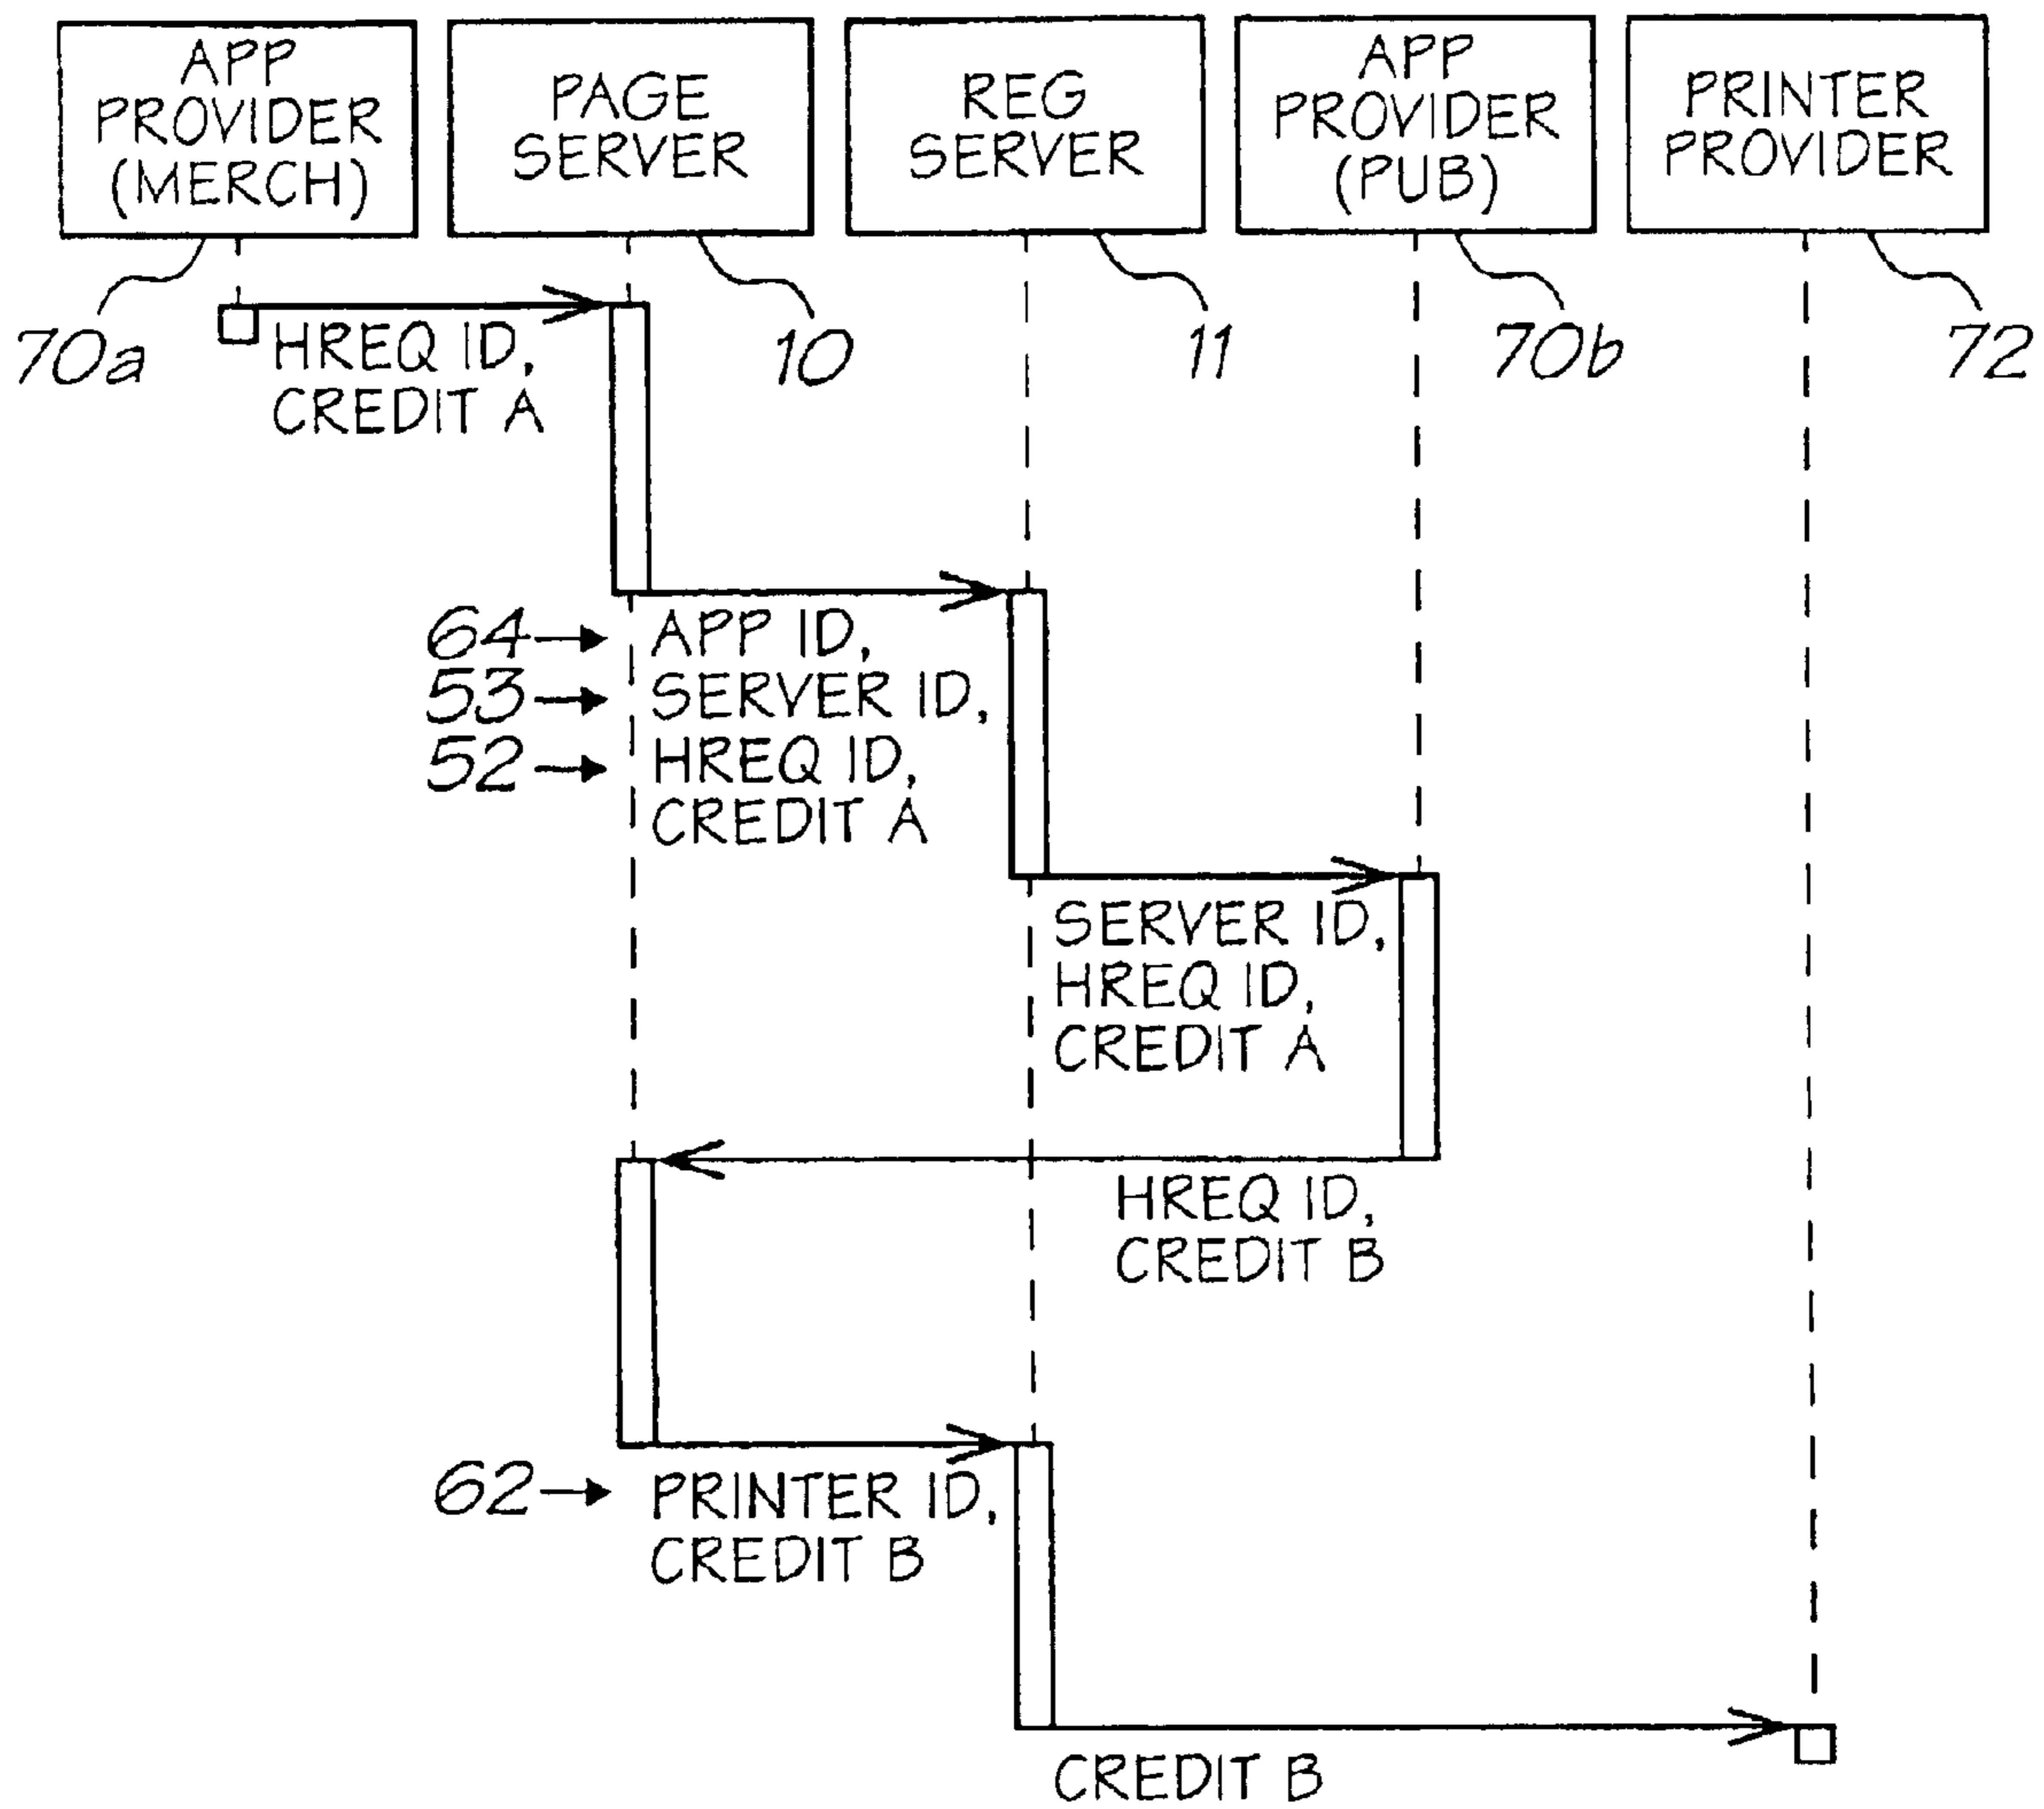 APP
PROVIDER
(MERCH)
PAGE
SERVER
REG
SERVER
APP
PROVIDER
(PUB)
PRINTER
PROVIDER
70a
10
11
70b
72
HREQ ID,
CREDIT A
64 APP ID,
53 SERVER ID,
52 HREQ ID,
CREDIT A
SERVER ID,
HREQ ID,
CREDIT A
HREQ ID,
CREDIT B
62 PRINTER ID,
CREDIT B
CREDIT B